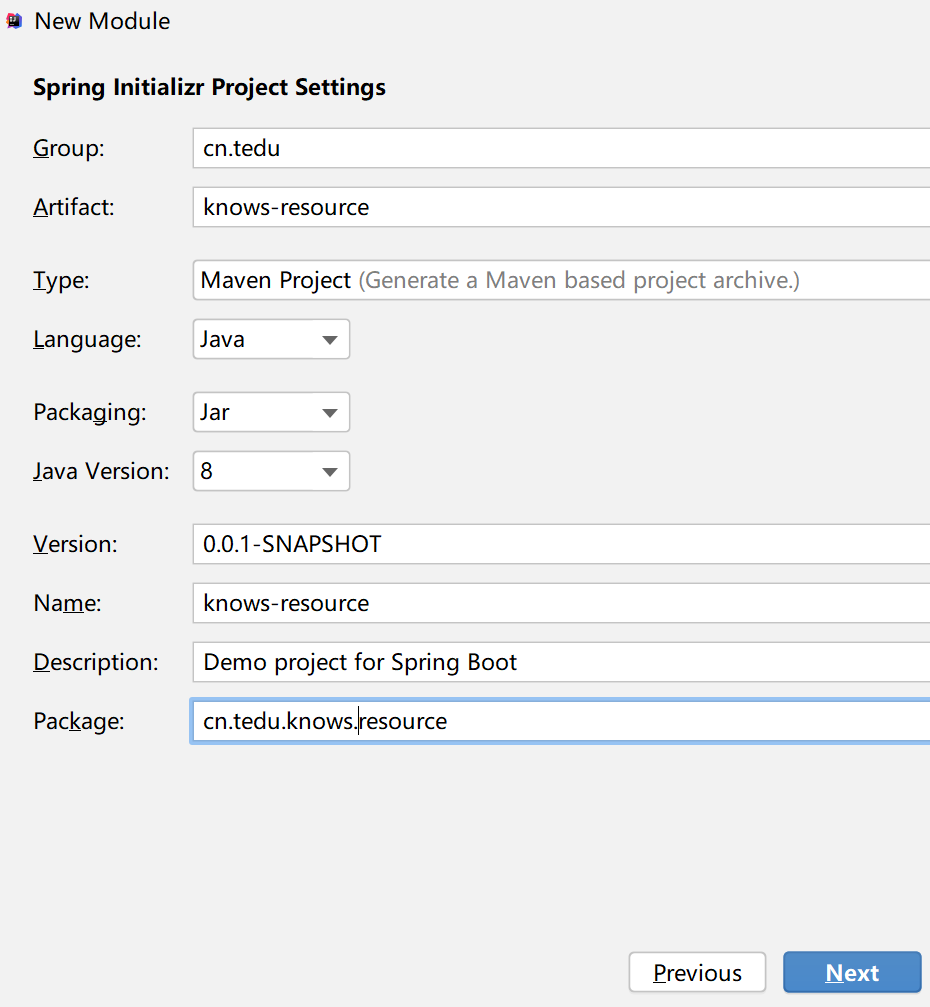 New Module
Spring Initializr Project Settings
Group: cn.tedu
Artifact: knows-resource
Type: Maven Project (Generate a Maven based project archive.)
Language: Java
Packaging: Jar
Java Version: 8
Version: 0.0.1-SNAPSHOT
Name: knows-resource
Description: Demo project for Spring Boot
Package: cn.tedu.knows.resource
Previous Next